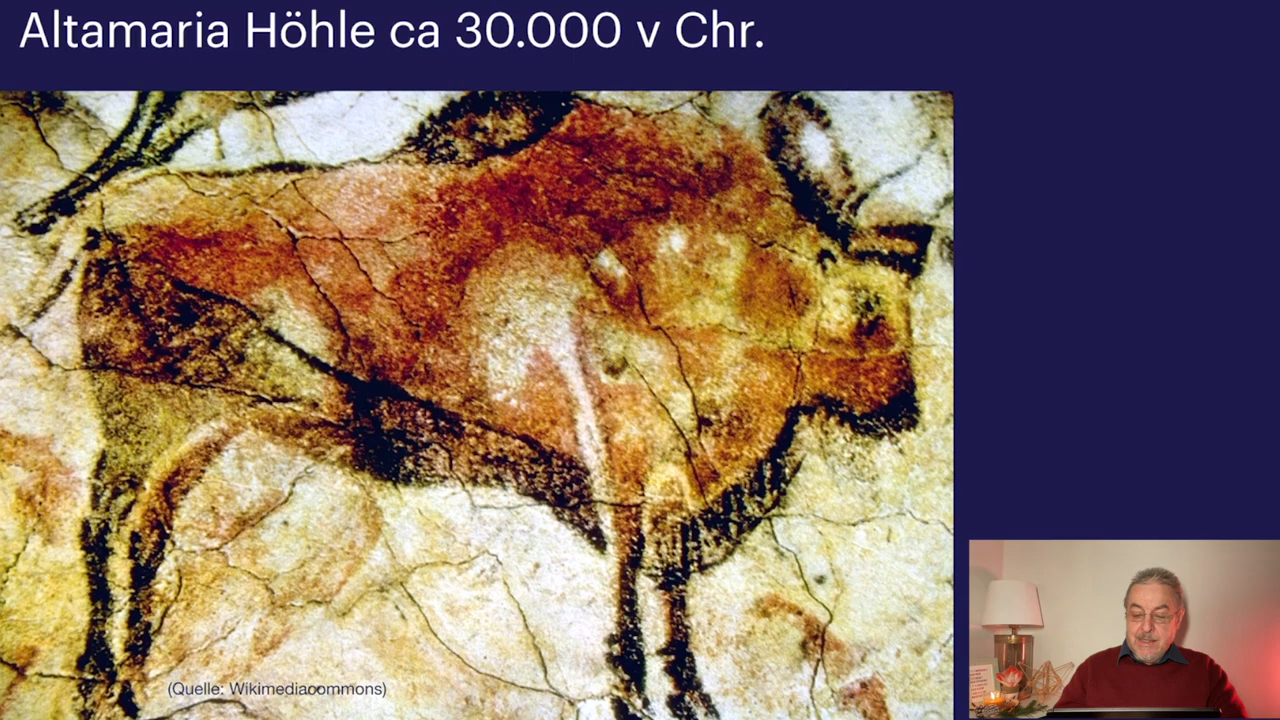 Altamaria Höhle ca 30.000 v Chr.
(Quelle: Wikimediacommons)